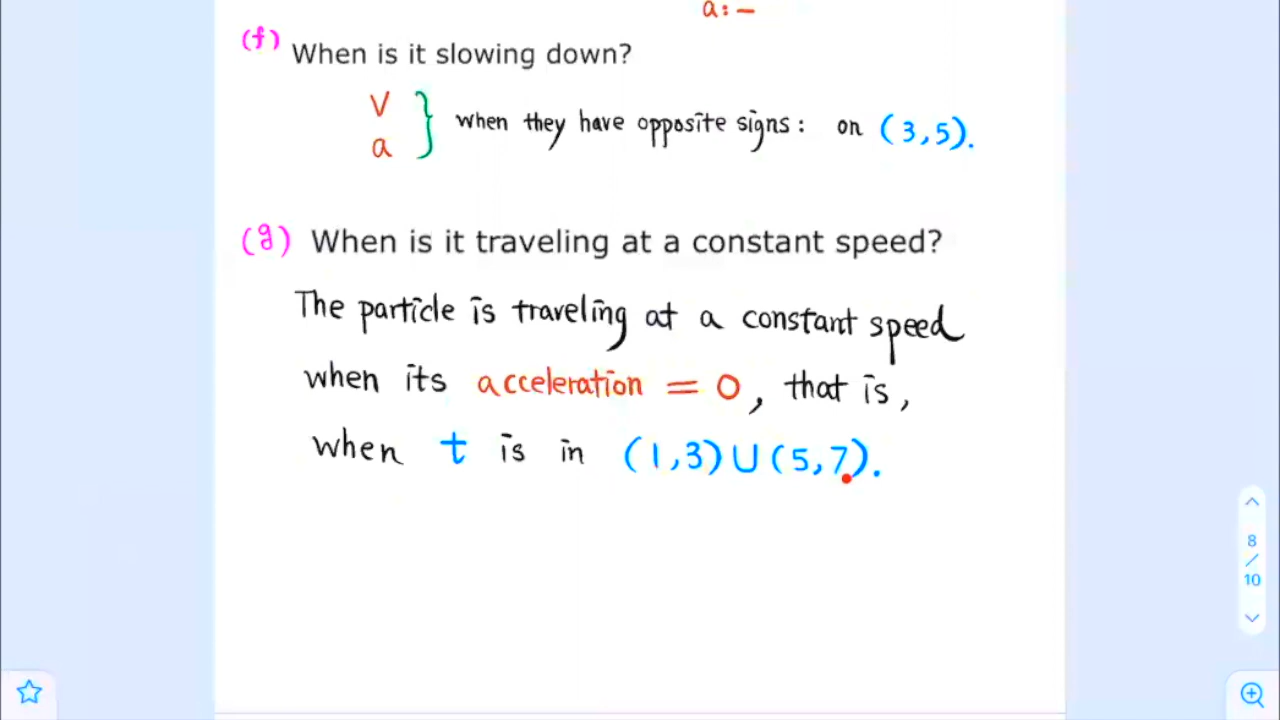 a: –
(f) When is it slowing down?
V
a } when they have opposite signs: on (3,5).
(g) When is it traveling at a constant speed?
The particle is traveling at a constant speed
when its acceleration = 0, that is,
when t is in (1,3) U (5,7).
8
/
10